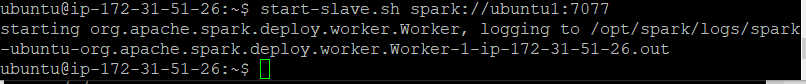 ubuntu@ip-172-31-51-26:~$ start-slave.sh spark://ubuntu1:7077
starting org.apache.spark.deploy.worker.Worker, logging to /opt/spark/logs/spark
-ubuntu-org.apache.spark.deploy.worker.Worker-1-ip-172-31-51-26.out
ubuntu@ip-172-31-51-26:~$